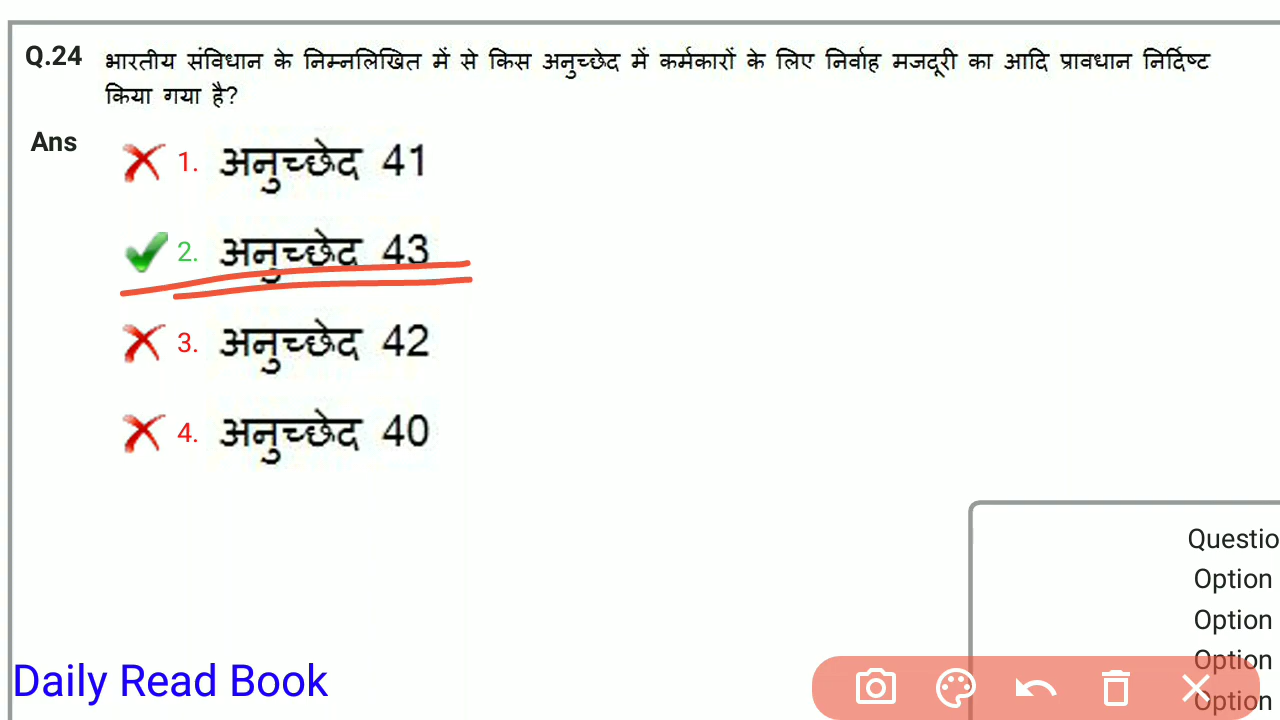 Q.24 भारतीय संविधान के निम्नलिखित में से किस अनुच्छेद में कर्मकारों के लिए निर्वाह मजदूरी का आदि प्रावधान निर्दिष्ट
किया गया है?
Ans
1. अनुच्छेद 41
2. अनुच्छेद 43
3. अनुच्छेद 42
4. अनुच्छेद 40
Questio
Option
Option
Option
Option
Daily Read Book